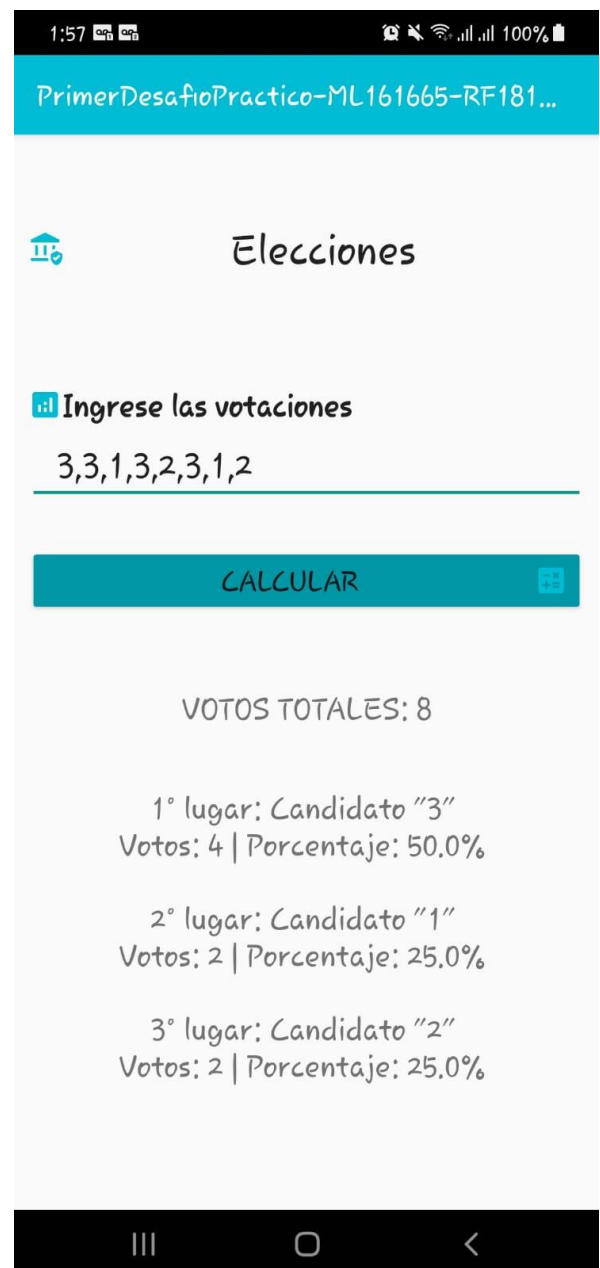 1:57
100%
PrimerDesafioPractico-ML161665-RF181...
Elecciones
Ingrese las votaciones
3,3,1,3,2,3,1,2
CALCULAR
VOTOS TOTALES: 8
1° lugar: Candidato "3"
Votos: 4 | Porcentaje: 50.0%
2° lugar: Candidato "1"
Votos: 2 | Porcentaje: 25.0%
3° lugar: Candidato "2"
Votos: 2 | Porcentaje: 25.0%